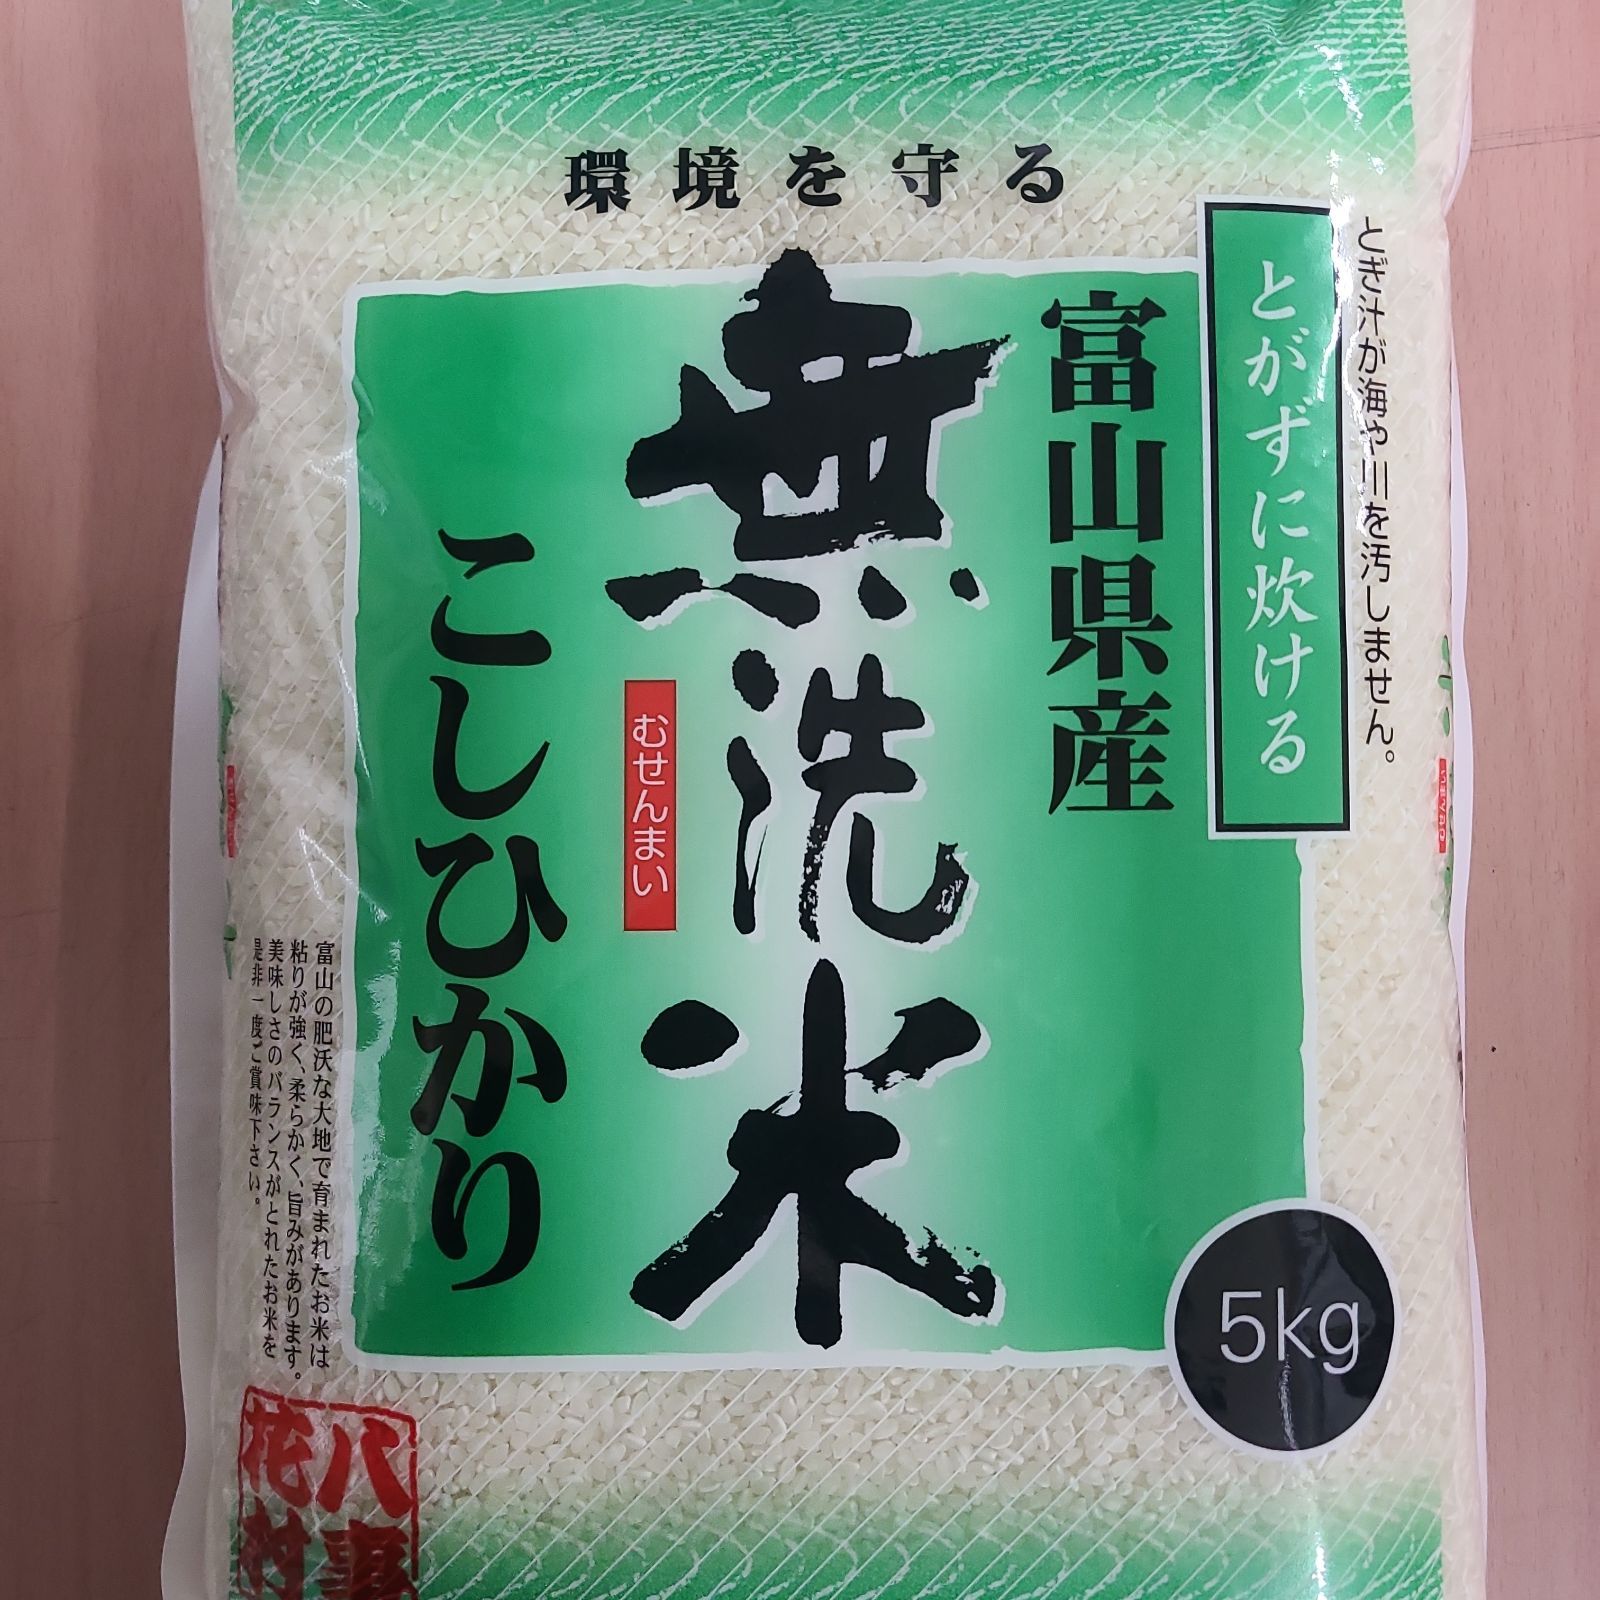 環境を守る
とぎ汁が海や川を汚しません。
とがずに炊ける
富山県産
無洗米
むせんまい
こしひかり
富山の肥沃な大地で育まれたお米は
粘りが強く、柔らかく、旨みがあります。
美味しさのバランスがとれたお米を
是非一度ご賞味下さい。
5kg
八事
花村